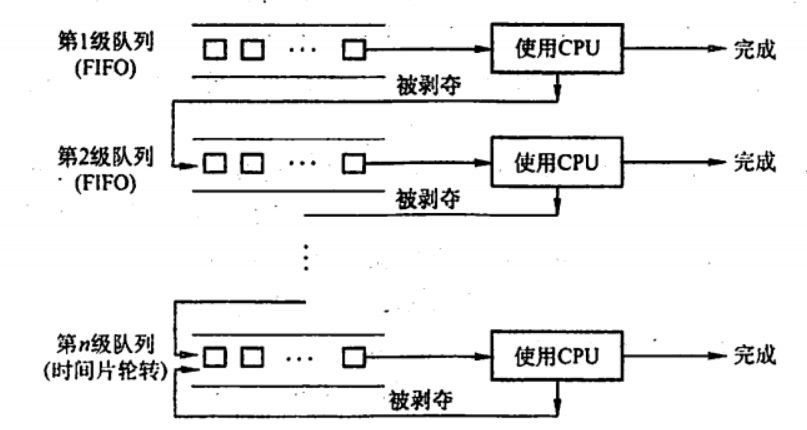 第1级队列
(FIFO)
… 使用CPU 完成
被剥夺
第2级队列
(FIFO)
… 使用CPU 完成
被剥夺
⋮
第n级队列
(时间片轮转)
… 使用CPU 完成
被剥夺